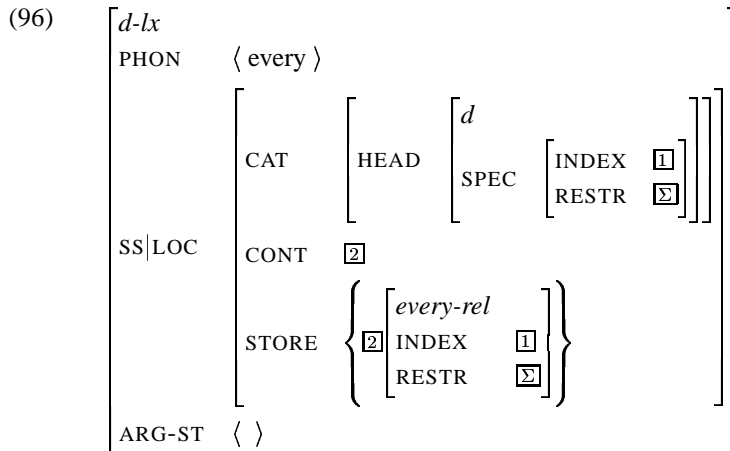 (96) d-lx
PHON ⟨ every ⟩
d
CAT HEAD SPEC INDEX 1
RESTR Σ
SS|LOC CONT 2
every-rel
STORE 2 INDEX 1
RESTR Σ
ARG-ST ⟨ ⟩